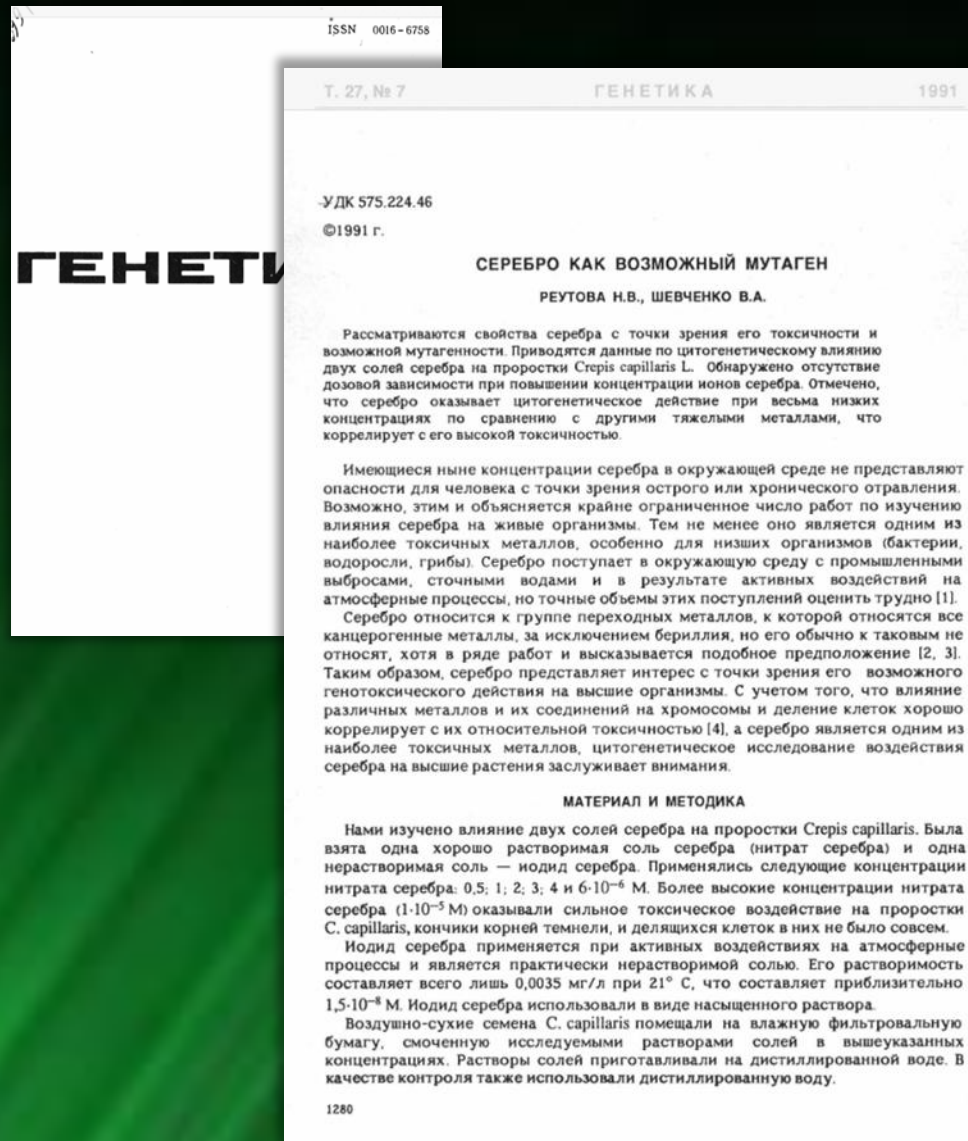 ISSN 0016-6758
ГЕНЕТИ
Т. 27, № 7 ГЕНЕТИКА 1991
УДК 575.224.46
©1991 г.
СЕРЕБРО КАК ВОЗМОЖНЫЙ МУТАГЕН
РЕУТОВА Н.В., ШЕВЧЕНКО В.А.
Рассматриваются свойства серебра с точки зрения его токсичности и
возможной мутагенности. Приводятся данные по цитогенетическому влиянию
двух солей серебра на проростки Crepis capillaris L. Обнаружено отсутствие
дозовой зависимости при повышении концентрации ионов серебра. Отмечено,
что серебро оказывает цитогенетическое действие при весьма низких
концентрациях по сравнению с другими тяжелыми металлами, что
коррелирует с его высокой токсичностью.
Имеющиеся ныне концентрации серебра в окружающей среде не представляют
опасности для человека с точки зрения острого или хронического отравления.
Возможно, этим и объясняется крайне ограниченное число работ по изучению
влияния серебра на живые организмы. Тем не менее оно является одним из
наиболее токсичных металлов, особенно для низших организмов (бактерии,
водоросли, грибы). Серебро поступает в окружающую среду с промышленными
выбросами, сточными водами и в результате активных воздействий на
атмосферные процессы, но точные объемы этих поступлений оценить трудно [1].
Серебро относится к группе переходных металлов, к которой относятся все
канцерогенные металлы, за исключением бериллия, но его обычно к таковым не
относят, хотя в ряде работ и высказывается подобное предположение [2, 3].
Таким образом, серебро представляет интерес с точки зрения его возможного
генотоксического действия на высшие организмы. С учетом того, что влияние
различных металлов и их соединений на хромосомы и деление клеток хорошо
коррелирует с их относительной токсичностью [4], а серебро является одним из
наиболее токсичных металлов, цитогенетическое исследование воздействия
серебра на высшие растения заслуживает внимания.
МАТЕРИАЛ И МЕТОДИКА
Нами изучено влияние двух солей серебра на проростки Crepis capillaris. Была
взята одна хорошо растворимая соль серебра (нитрат серебра) и одна
нерастворимая соль — иодид серебра. Применялись следующие концентрации
нитрата серебра: 0,5; 1; 2; 3; 4 и 6·10⁻⁶ М. Более высокие концентрации нитрата
серебра (1·10⁻⁵ М) оказывали сильное токсическое воздействие на проростки
C. capillaris, кончики корней темнели, и делящихся клеток в них не было совсем.
Иодид серебра применяется при активных воздействиях на атмосферные
процессы и является практически нерастворимой солью. Его растворимость
составляет всего лишь 0,0035 мг/л при 21° С, что составляет приблизительно
1,5·10⁻⁸ М. Иодид серебра использовали в виде насыщенного раствора.
Воздушно-сухие семена C. capillaris помещали на влажную фильтровальную
бумагу, смоченную исследуемыми растворами солей в вышеуказанных
концентрациях. Растворы солей приготавливали на дистиллированной воде. В
качестве контроля также использовали дистиллированную воду.
1280